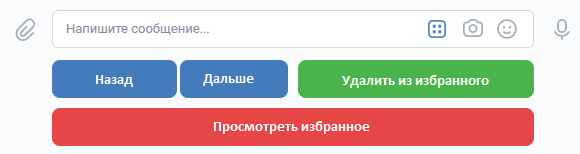 Напишите сообщение...
Назад Дальше Удалить из избранного
Просмотреть избранное